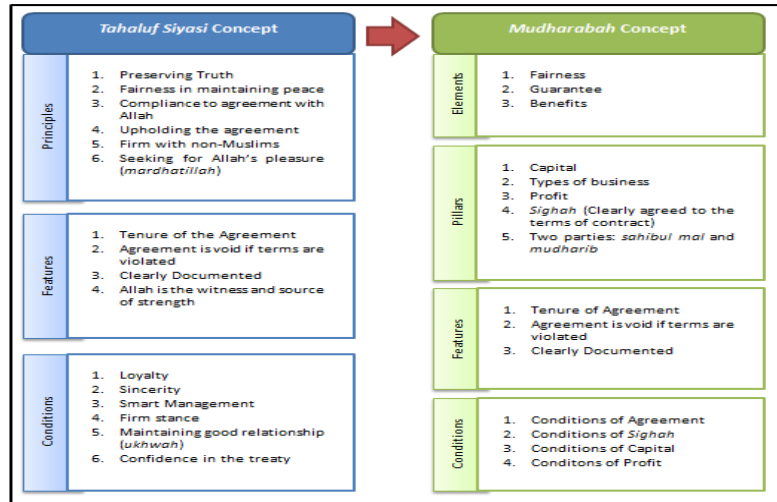 Tahaluf Siyasi Concept
Principles
1. Preserving Truth
2. Fairness in maintaining peace
3. Compliance to agreement with
Allah
4. Upholding the agreement
5. Firm with non-Muslims
6. Seeking for Allah's pleasure
(mardhatillah)
Features
1. Tenure of the Agreement
2. Agreement is void if terms are
violated
3. Clearly Documented
4. Allah is the witness and source
of strength
Conditions
1. Loyalty
2. Sincerity
3. Smart Management
4. Firm stance
5. Maintaining good relationship
(ukhwah)
6. Confidence in the treaty
Mudharabah Concept
Elements
1. Fairness
2. Guarantee
3. Benefits
Pillars
1. Capital
2. Types of business
3. Profit
4. Sighah (Clearly agreed to the
terms of contract)
5. Two parties: sahibul mal and
mudharib
Features
1. Tenure of Agreement
2. Agreement is void if terms are
violated
3. Clearly Documented
Conditions
1. Conditions of Agreement
2. Conditions of Sighah
3. Conditions of Capital
4. Conditons of Profit